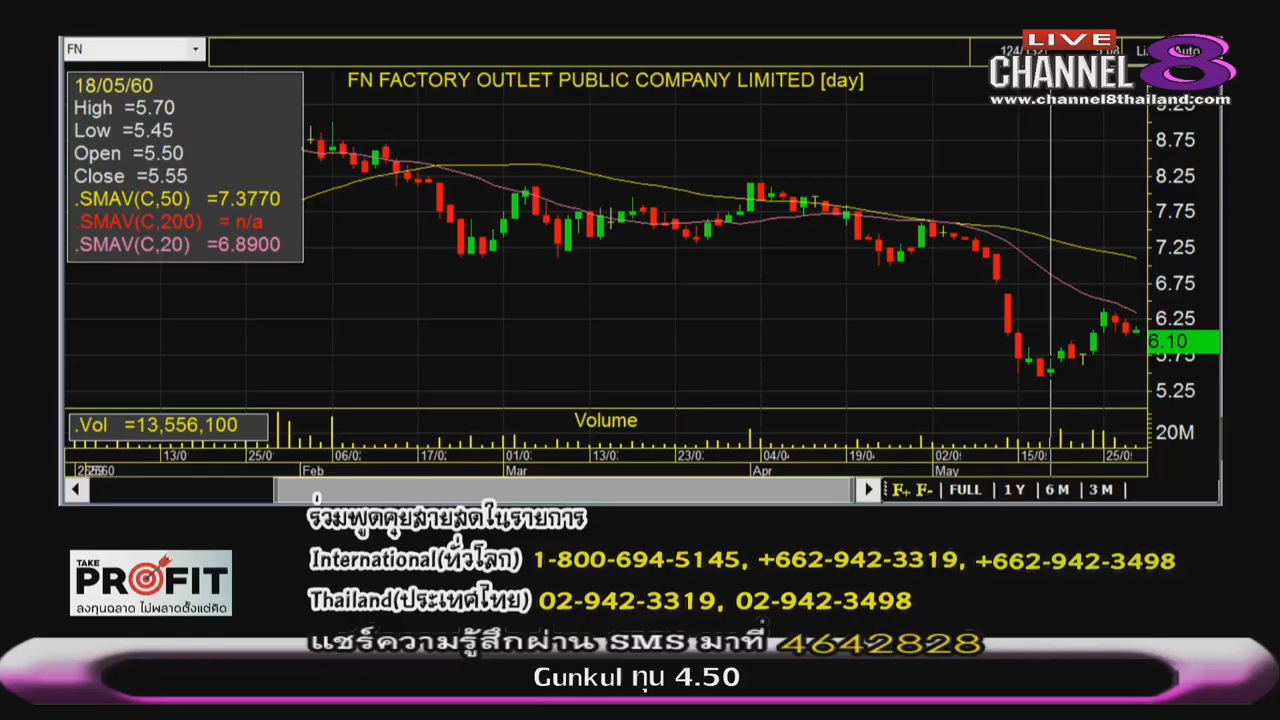 FN
LIVE
CHANNEL 8
www.channel8thailand.com
FN FACTORY OUTLET PUBLIC COMPANY LIMITED [day]
18/05/60
High =5.70
Low =5.45
Open =5.50
Close =5.55
.SMAV(C,50) =7.3770
.SMAV(C,200) = n/a
.SMAV(C,20) =6.8900
9.25
8.75
8.25
7.75
7.25
6.75
6.25
6.10
5.75
5.25
.Vol =13,556,100
Volume
20M
13/0 25/0 06/0 17/0 01/0 13/0 23/0 04/0 19/0 02/0 15/0 25/0
Feb Mar Apr May
F+ F- FULL 1 Y 6 M 3 M
ร่วมพูดคุยสายสดในรายการ
International(ทั่วโลก) 1-800-694-5145, +662-942-3319, +662-942-3498
Thailand(ประเทศไทย) 02-942-3319, 02-942-3498
แชร์ความรู้สึกผ่าน SMS มาที่ 4642828
TAKE PROFIT
ลงทุนฉลาด ไม่พลาดตั้งแต่คิด
Gunkul ทุน 4.50